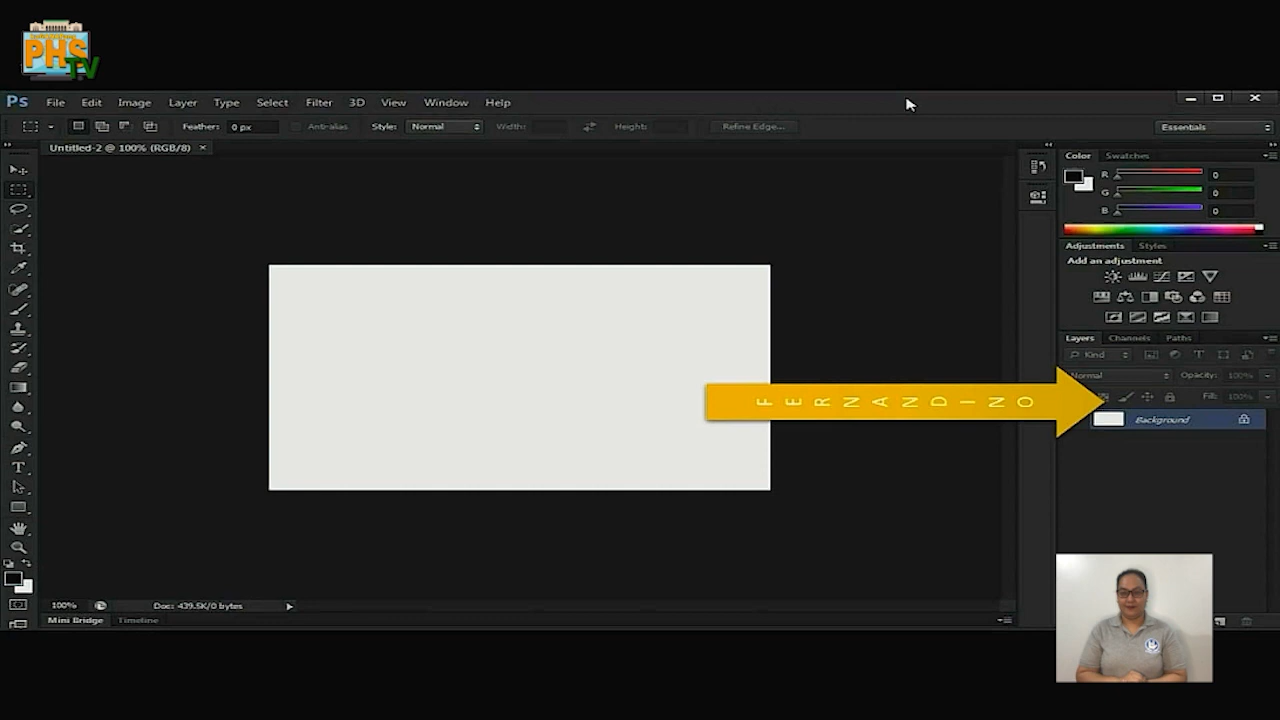 PHS
TV
Ps File Edit Image Layer Type Select Filter 3D View Window Help
Feather: 0 px Anti-alias Style: Normal Width: Height: Refine Edge... Essentials
Untitled-2 @ 100% (RGB/8) ×
Color Swatches
R 0
G 0
B 0
Adjustments Styles
Add an adjustment
Layers Channels Paths
Kind
Normal Opacity: 100%
Fill: 100%
FERNANDINO
Background
100% Doc: 439.5K/0 bytes
Mini Bridge Timeline